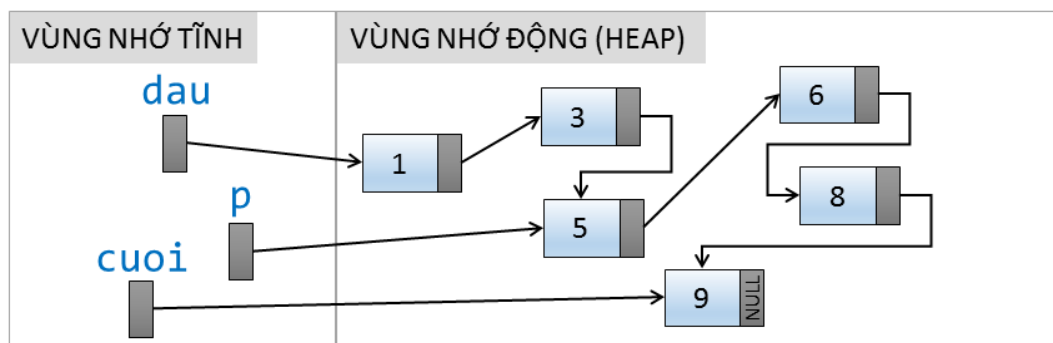 VÙNG NHỚ TĨNH
VÙNG NHỚ ĐỘNG (HEAP)
dau
1
3
6
p
5
8
cuoi
9
NULL